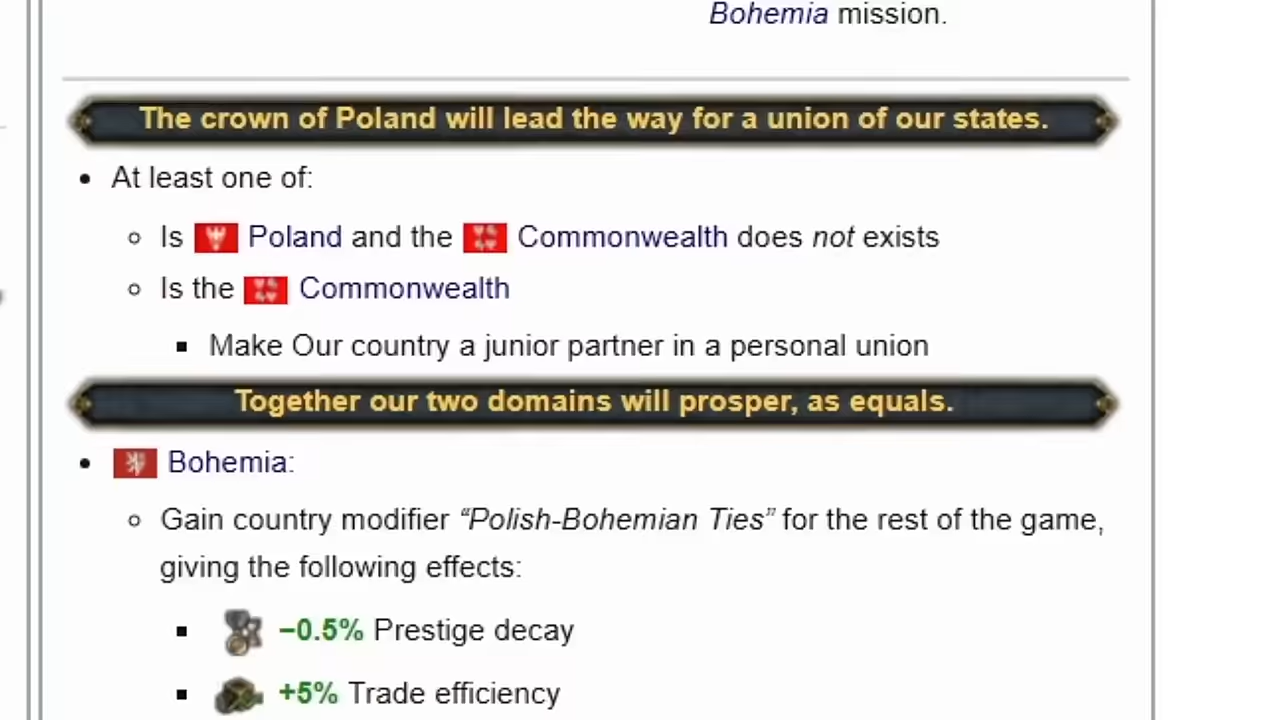 Bohemia mission.
The crown of Poland will lead the way for a union of our states.
At least one of:
Is Poland and the Commonwealth does not exists
Is the Commonwealth
Make Our country a junior partner in a personal union
Together our two domains will prosper, as equals.
Bohemia:
Gain country modifier “Polish-Bohemian Ties” for the rest of the game,
giving the following effects:
−0.5% Prestige decay
+5% Trade efficiency